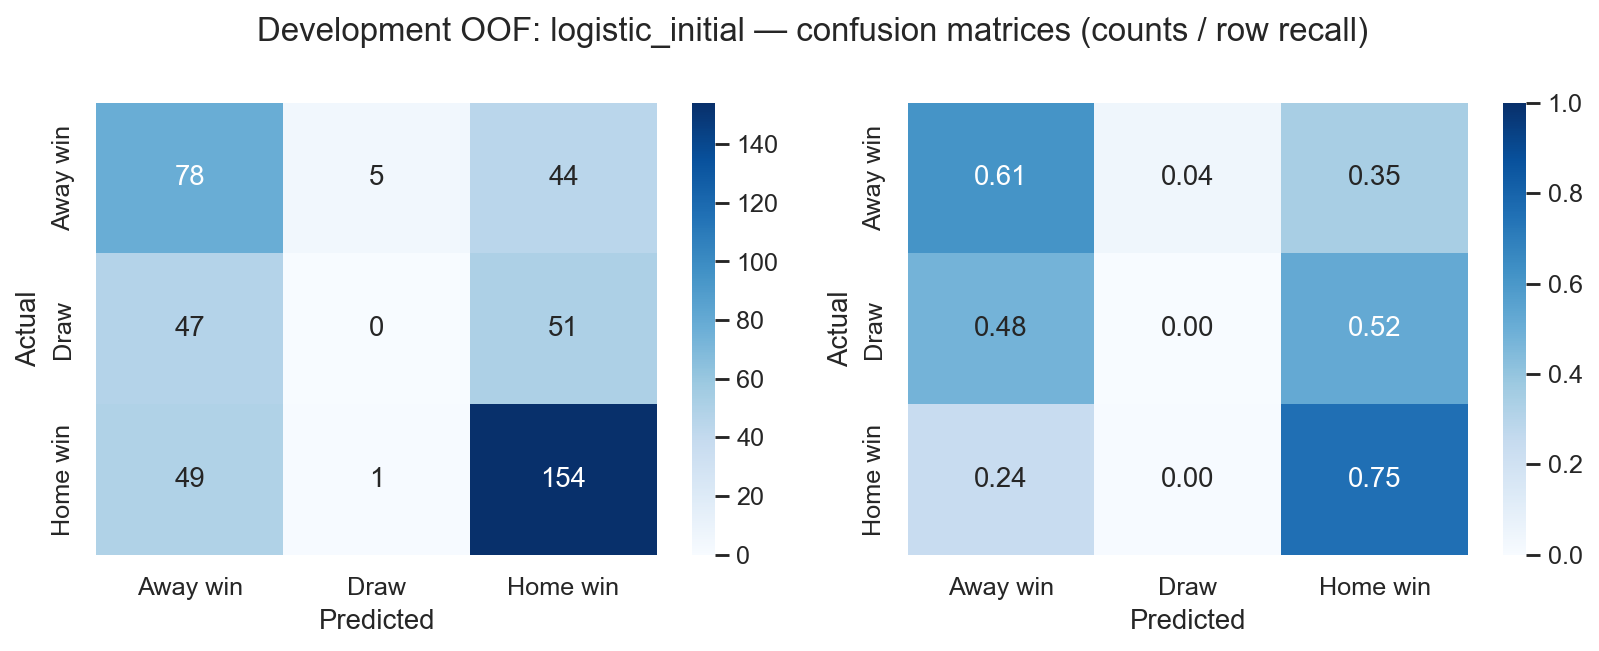 Development OOF: logistic_initial — confusion matrices (counts / row recall)
Actual
Away win
Draw
Home win
78 5 44
47 0 51
49 1 154
Away win Draw Home win
Predicted
140
120
100
80
60
40
20
0
Actual
Away win
Draw
Home win
0.61 0.04 0.35
0.48 0.00 0.52
0.24 0.00 0.75
Away win Draw Home win
Predicted
1.0
0.8
0.6
0.4
0.2
0.0